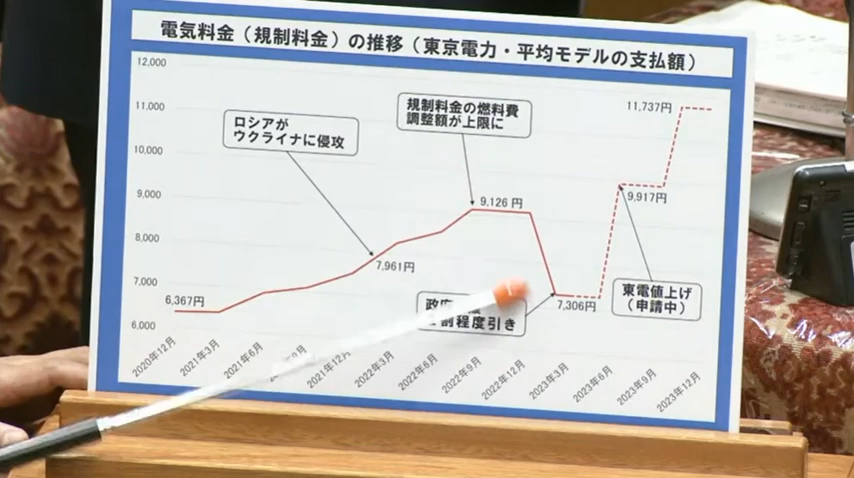 電気料金（規制料金）の推移（東京電力・平均モデルの支払額）
12,000
11,000
10,000
9,000
8,000
7,000
6,000
ロシアが
ウクライナに侵攻
規制料金の燃料費
調整額が上限に
11,737円
9,126 円
9,917円
7,961円
6,367円
7,306円
政府
割程度引き
東電値上げ
（申請中）
2020年12月
2021年3月
2021年6月
2021年12月
2022年3月
2022年6月
2022年9月
2022年12月
2023年3月
2023年6月
2023年9月
2023年12月